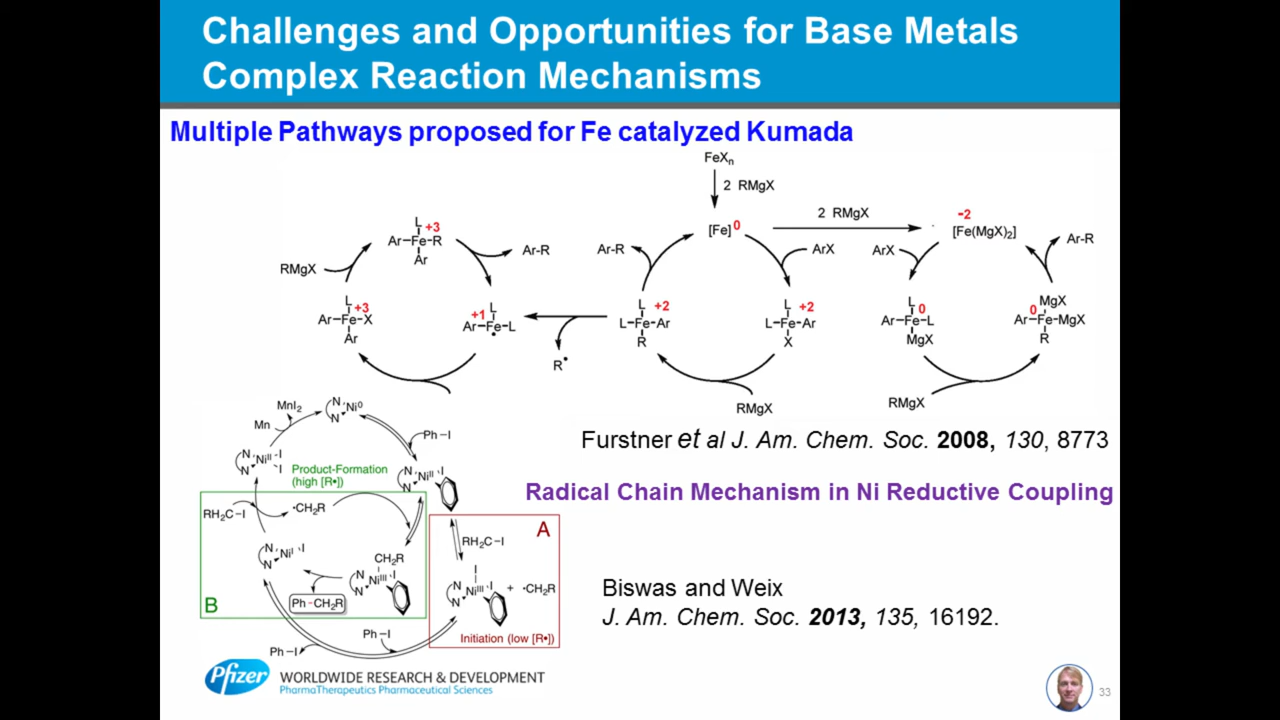 Challenges and Opportunities for Base Metals
Complex Reaction Mechanisms
Multiple Pathways proposed for Fe catalyzed Kumada
FeXn
2 RMgX
[Fe]0
2 RMgX
-2
[Fe(MgX)2]
L
+3
Ar-Fe-R
Ar
Ar-R
RMgX
L
+3
Ar-Fe-X
Ar
+1 L
Ar-Fe-L
R•
Ar-R
L
+2
L-Fe-Ar
R
ArX
L
+2
L-Fe-Ar
X
RMgX
ArX
L
0
Ar-Fe-L
MgX
Ar-R
0 MgX
Ar-Fe-MgX
R
RMgX
Furstner et al J. Am. Chem. Soc. 2008, 130, 8773
Radical Chain Mechanism in Ni Reductive Coupling
MnI2
Mn
N
Ni0
N
Ph-I
N
NiII I
N I
Product-Formation
(high [R•])
N
NiII I
N
RH2C-I
•CH2R
N
NiI I
N
CH2R
N
NiIII I
N
Ph-CH2R
B
A
RH2C-I
I
N
NiIII I
N
+ •CH2R
Initiation (low [R•])
Ph-I
Ph-I
Biswas and Weix
J. Am. Chem. Soc. 2013, 135, 16192.
Pfizer
WORLDWIDE RESEARCH & DEVELOPMENT
PharmaTherapeutics Pharmaceutical Sciences
33